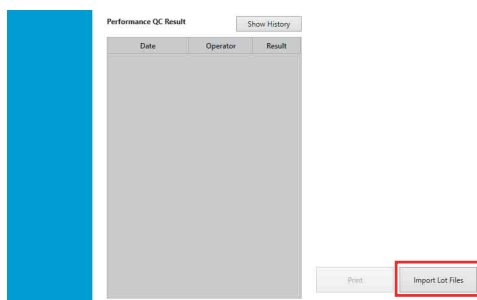 Performance QC Result
Show History
Date Operator Result
Print Import Lot Files